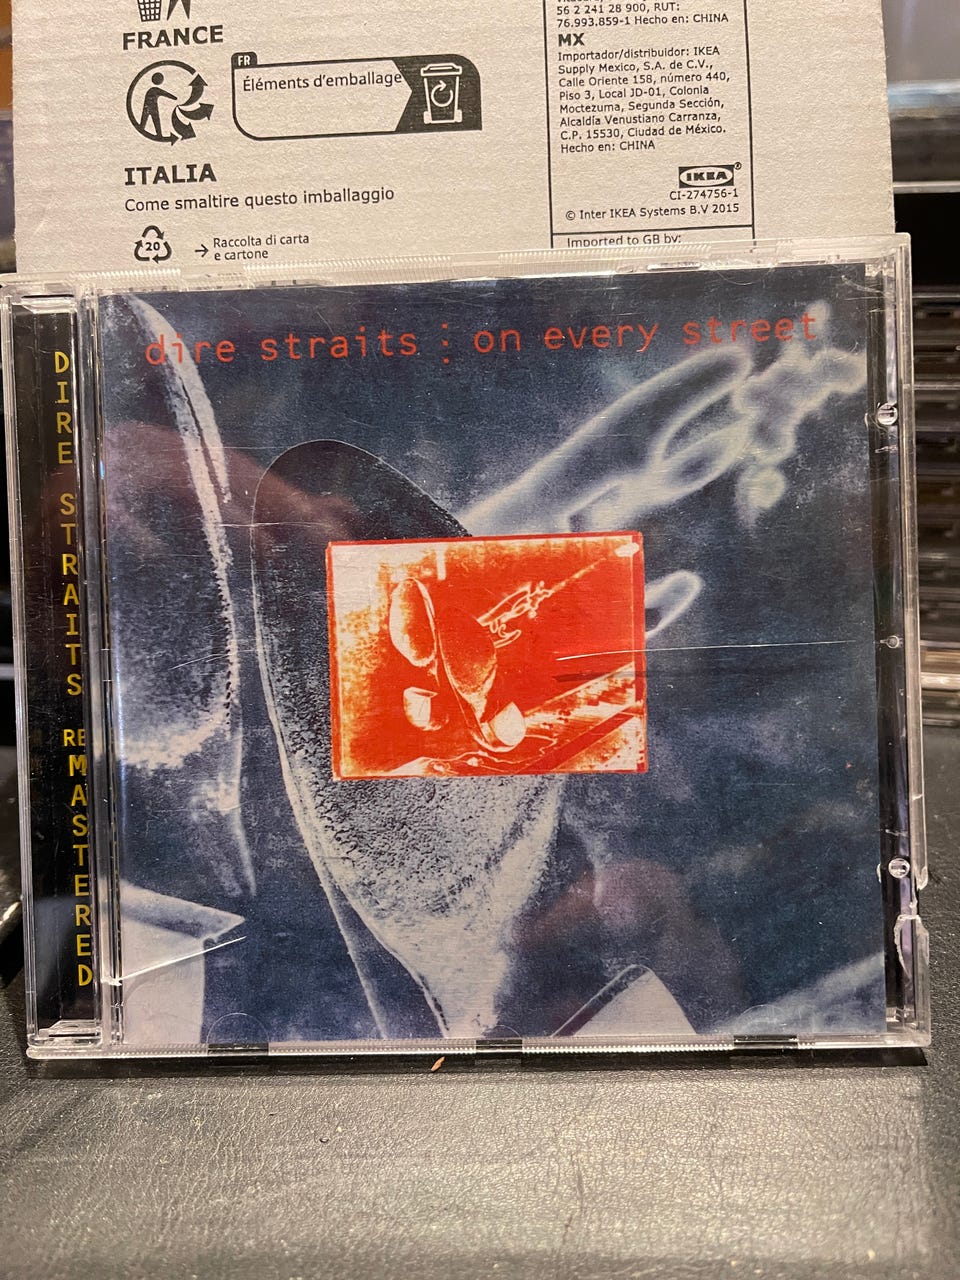 FRANCE
FR
Éléments d'emballage
ITALIA
Come smaltire questo imballaggio
20
→ Raccolta di carta
e cartone
56 2 241 28 900, RUT:
76.993.859-1 Hecho en: CHINA
MX
Importador/distribuidor: IKEA
Supply Mexico, S.A. de C.V.,
Calle Oriente 158, número 440,
Piso 3, Local JD-01, Colonia
Moctezuma, Segunda Sección,
Alcaldía Venustiano Carranza,
C.P. 15530, Ciudad de México.
Hecho en: CHINA
IKEA®
CI-274756-1
© Inter IKEA Systems B.V 2015
Imported to GB by:
dire straits : on every street
DIRE STRAITS REMASTERED